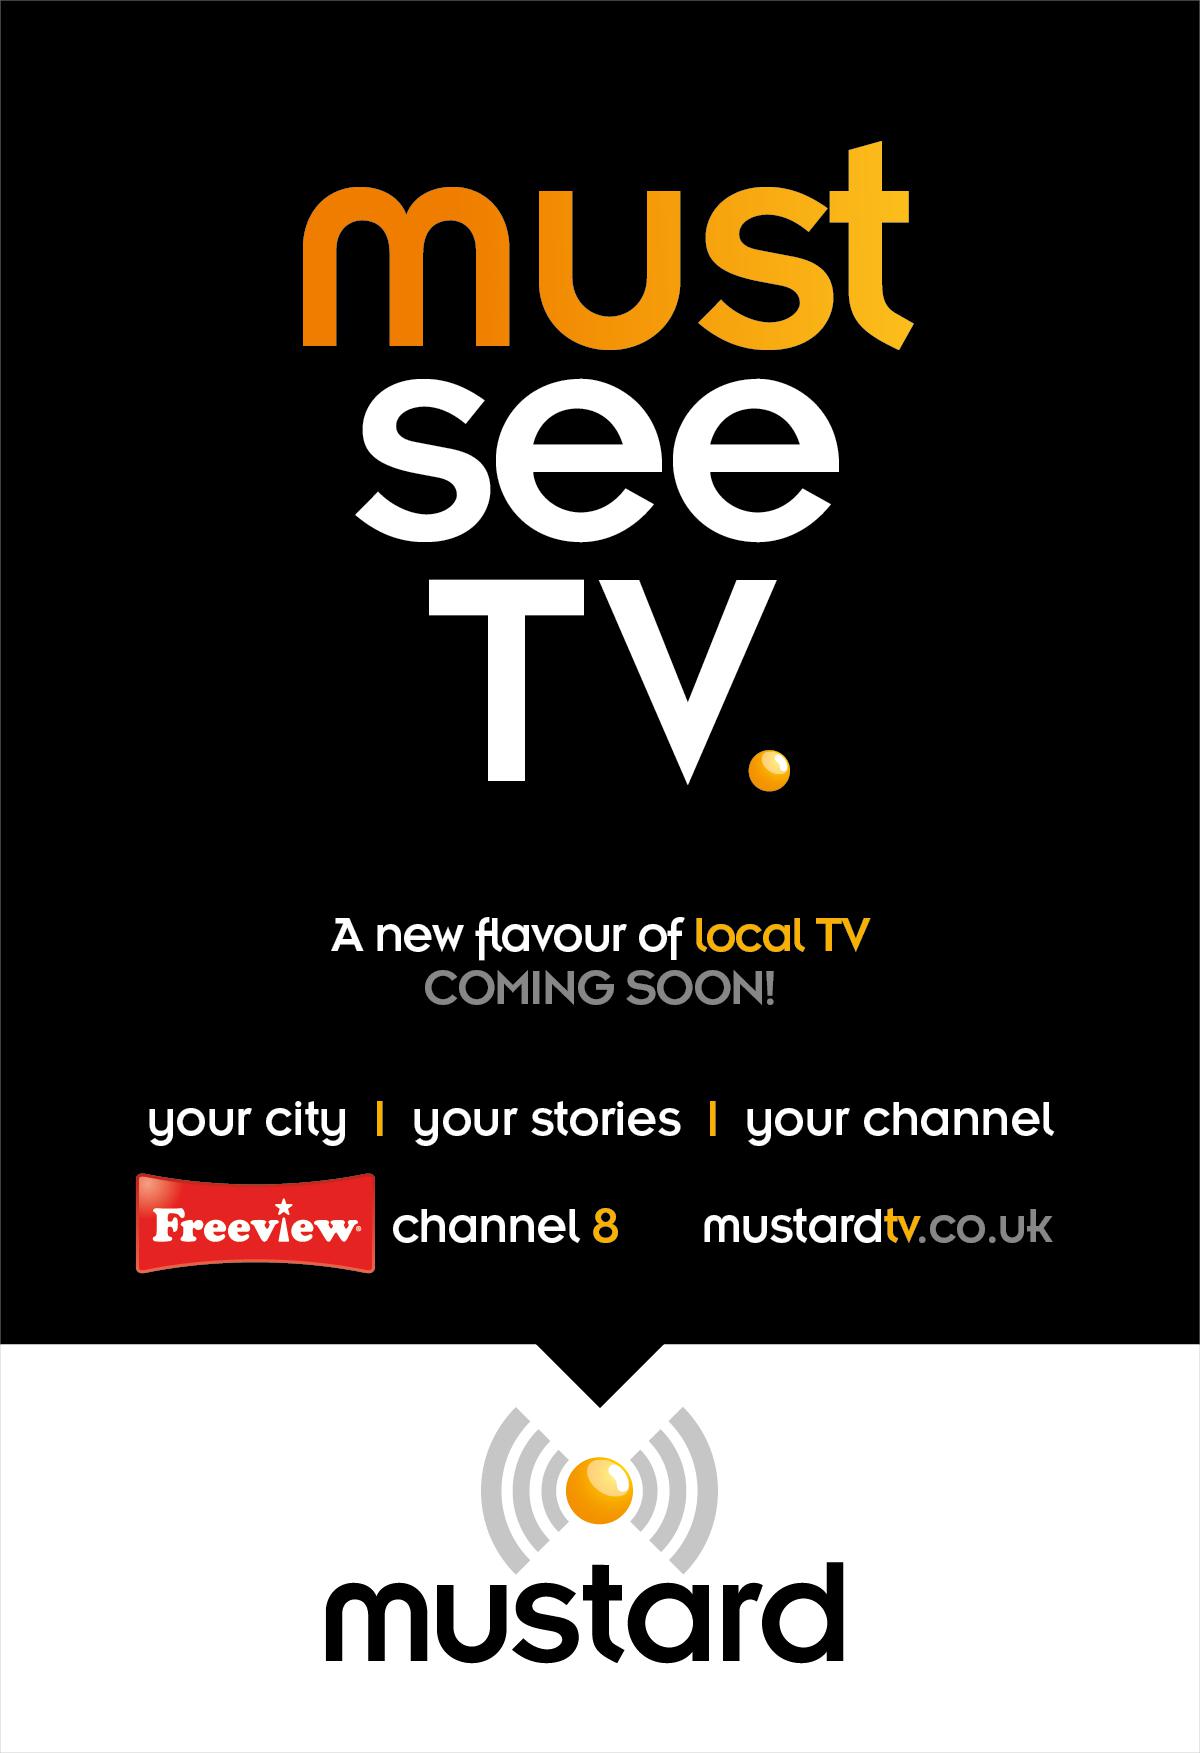 must
see
TV.
A new flavour of local TV
COMING SOON!
your city | your stories | your channel
Freeview channel 8 mustardtv.co.uk
mustard